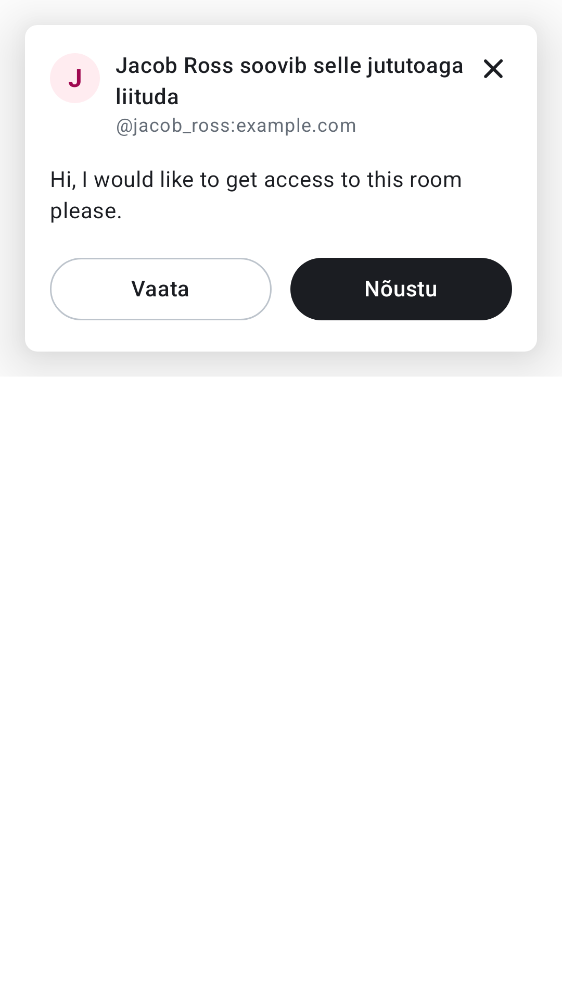 J
Jacob Ross soovib selle jututoaga
liituda
@jacob_ross:example.com
Hi, I would like to get access to this room
please.
Vaata
Nõustu